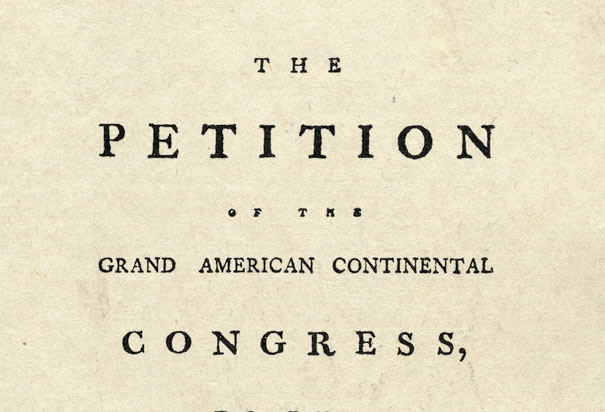 THE
PETITION
OF THE
GRAND AMERICAN CONTINENTAL
CONGRESS,